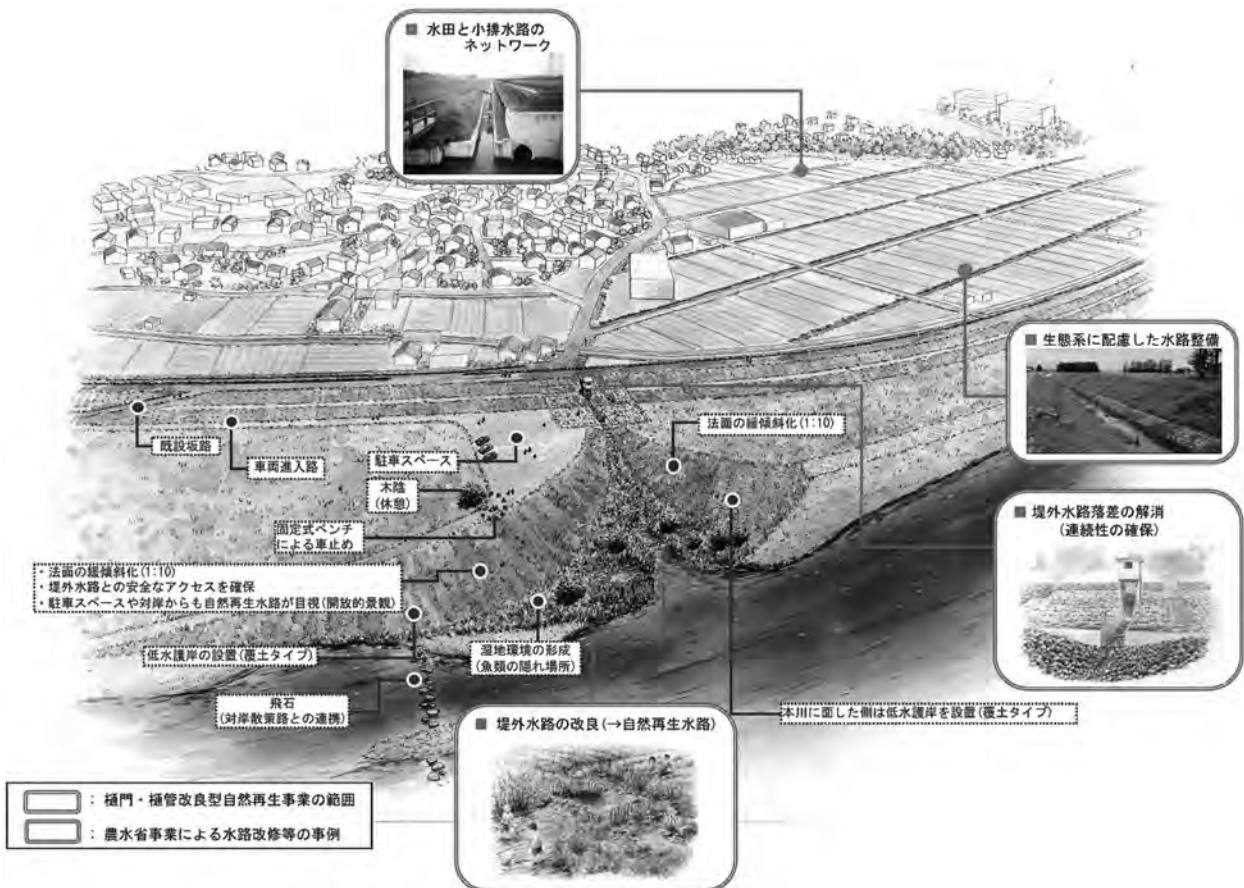 ■ 水田と小排水路の
ネットワーク
■ 生態系に配慮した水路整備
法面の緩傾斜化(1:10)
既設坂路
車両進入路
駐車スペース
木陰
(休憩)
固定式ベンチ
による車止め
■ 堤外水路落差の解消
(連続性の確保)
・法面の緩傾斜化(1:10)
・堤外水路との安全なアクセスを確保
・駐車スペースや対岸からも自然再生水路が目視(開放的景観)
低水護岸の設置(覆土タイプ)
湿地環境の形成
(魚類の隠れ場所)
飛石
(対岸散策路との連携)
本川に面した側は低水護岸を設置(覆土タイプ)
■ 堤外水路の改良(→自然再生水路)
：樋門・樋管改良型自然再生事業の範囲
：農水省事業による水路改修等の事例